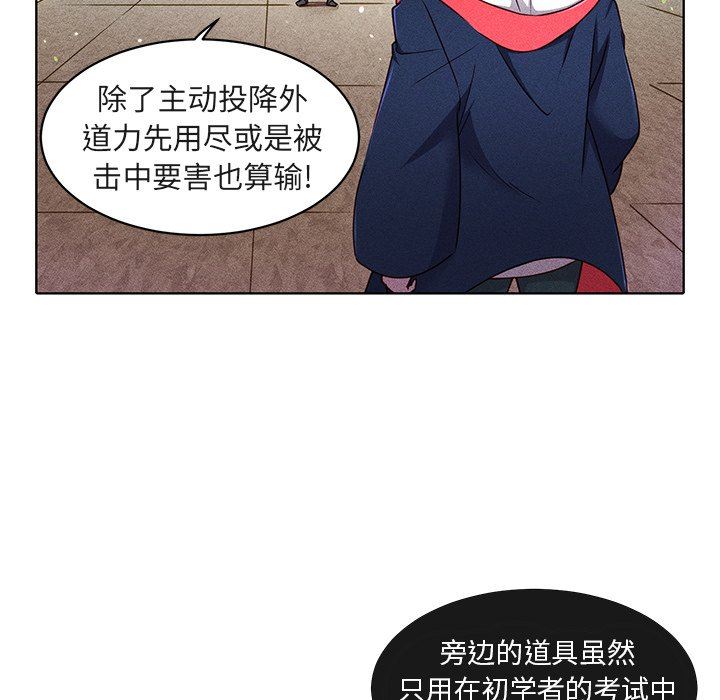 除了主动投降外
道力先用尽或是被
击中要害也算输!
旁边的道具虽然
只用在初学者的考试中